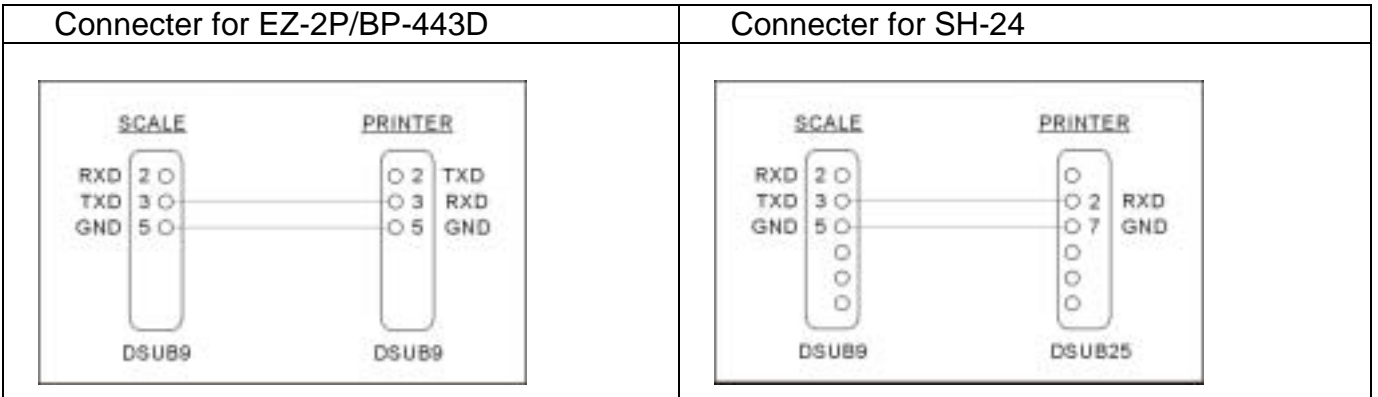 Connecter for EZ-2P/BP-443D
SCALE PRINTER
RXD 2 2 TXD
TXD 3 3 RXD
GND 5 5 GND
DSUB9 DSUB9
Connecter for SH-24
SCALE PRINTER
RXD 2
TXD 3 2 RXD
GND 5 7 GND
DSUB9 DSUB25